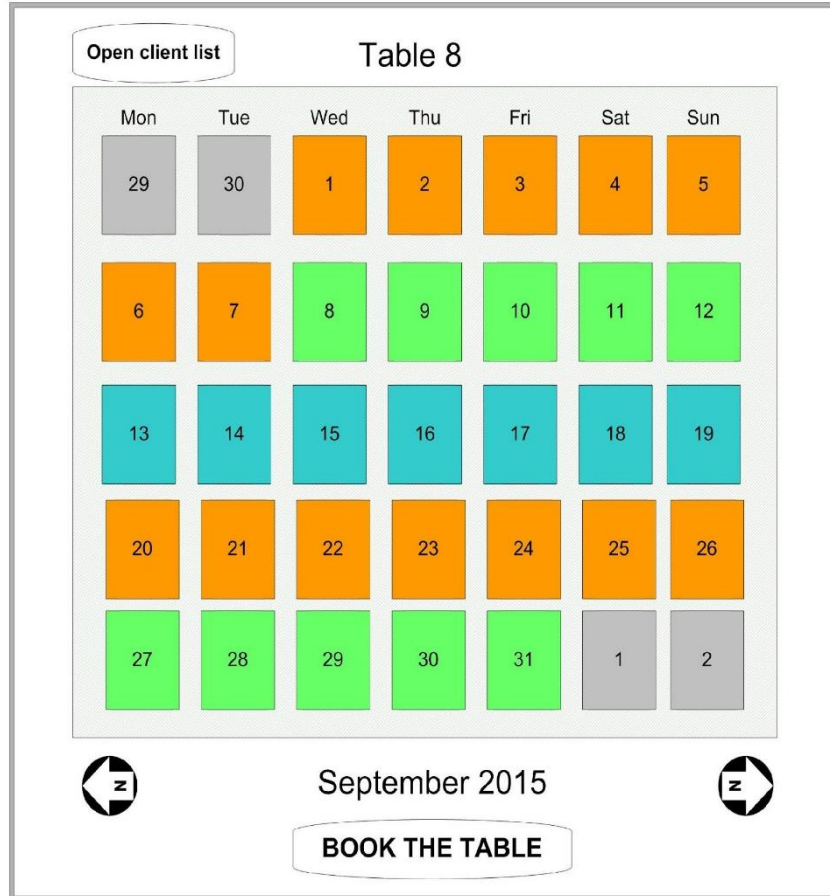 Open client list
Table 8
Mon Tue Wed Thu Fri Sat Sun
29 30 1 2 3 4 5
6 7 8 9 10 11 12
13 14 15 16 17 18 19
20 21 22 23 24 25 26
27 28 29 30 31 1 2
N September 2015 N
BOOK THE TABLE